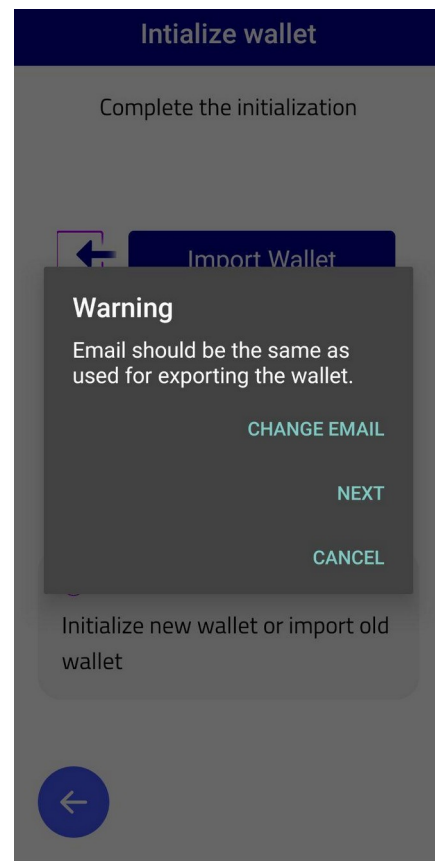 Intialize wallet
Complete the initialization
Import Wallet
Warning
Email should be the same as
used for exporting the wallet.
CHANGE EMAIL
NEXT
CANCEL
Initialize new wallet or import old
wallet